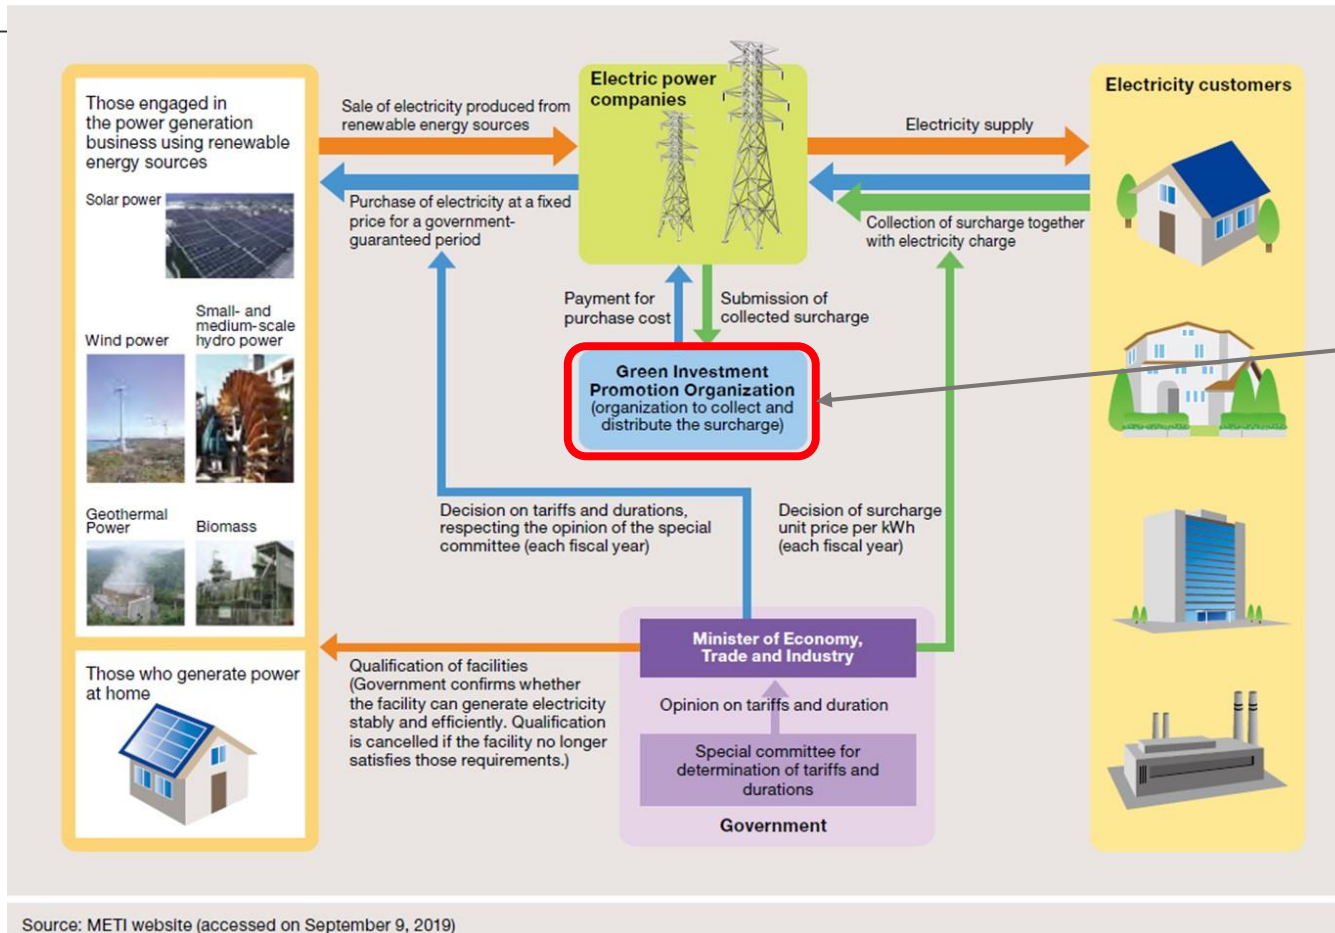 Those engaged in
the power generation
business using renewable
energy sources
Solar power
Wind power
Small- and
medium-scale
hydro power
Geothermal
Power
Biomass
Those who generate power
at home
Sale of electricity produced from
renewable energy sources
Purchase of electricity at a fixed
price for a government-
guaranteed period
Electric power
companies
Electricity supply
Collection of surcharge together
with electricity charge
Electricity customers
Payment for
purchase cost
Submission of
collected surcharge
Green Investment
Promotion Organization
(organization to collect and
distribute the surcharge)
Decision on tariffs and durations,
respecting the opinion of the special
committee (each fiscal year)
Decision of surcharge
unit price per kWh
(each fiscal year)
Qualification of facilities
(Government confirms whether
the facility can generate electricity
stably and efficiently. Qualification
is cancelled if the facility no longer
satisfies those requirements.)
Minister of Economy,
Trade and Industry
Opinion on tariffs and duration
Special committee for
determination of tariffs and
durations
Government
Source: METI website (accessed on September 9, 2019)